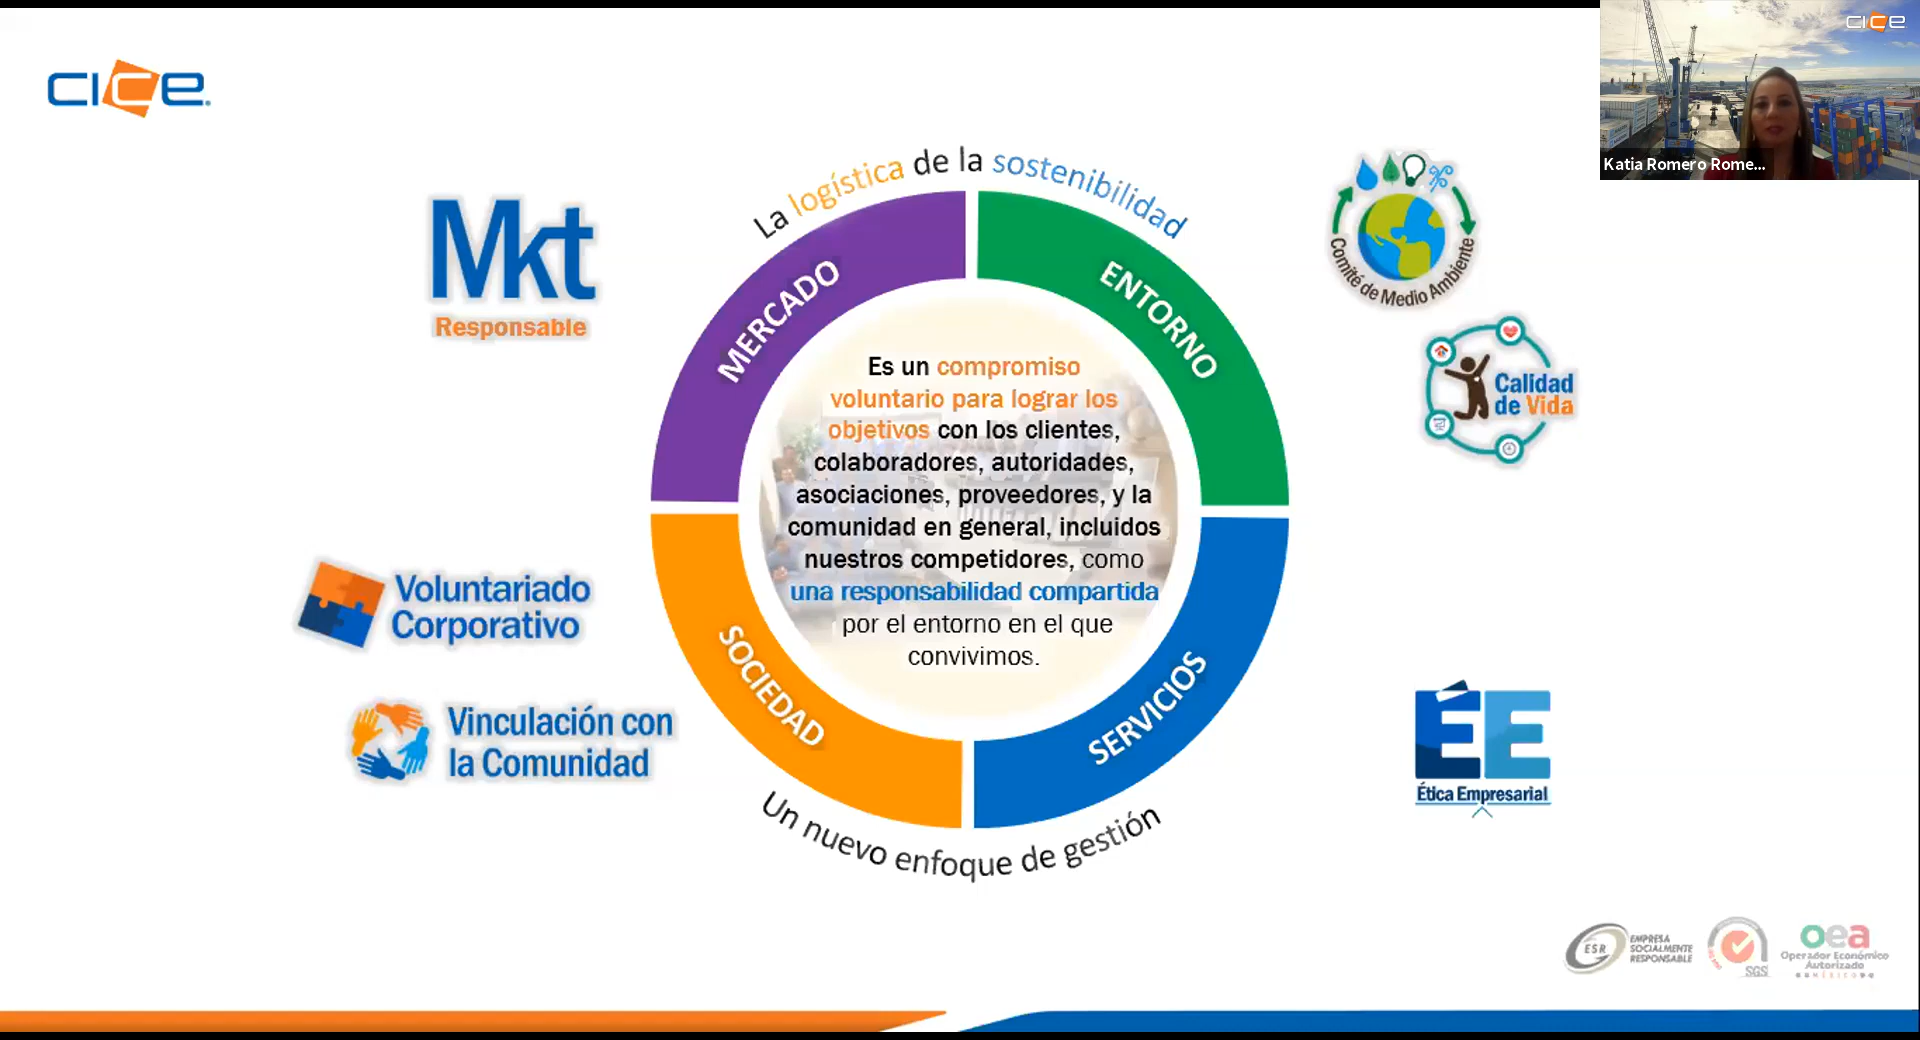 CICE
CICE
Katia Romero Rome...
La logística de la sostenibilidad
Mkt
Responsable
MERCADO
ENTORNO
Comité de Medio Ambiente
Calidad
de Vida
Es un compromiso
voluntario para lograr los
objetivos con los clientes,
colaboradores, autoridades,
asociaciones, proveedores, y la
comunidad en general, incluidos
nuestros competidores, como
una responsabilidad compartida
por el entorno en el que
convivimos.
Voluntariado
Corporativo
Vinculación con
la Comunidad
SOCIEDAD
SERVICIOS
ÉE
Ética Empresarial
Un nuevo enfoque de gestión
ESR
EMPRESA
SOCIALMENTE
RESPONSABLE
SGS
oea
Operador Económico
Autorizado
MÉXICO